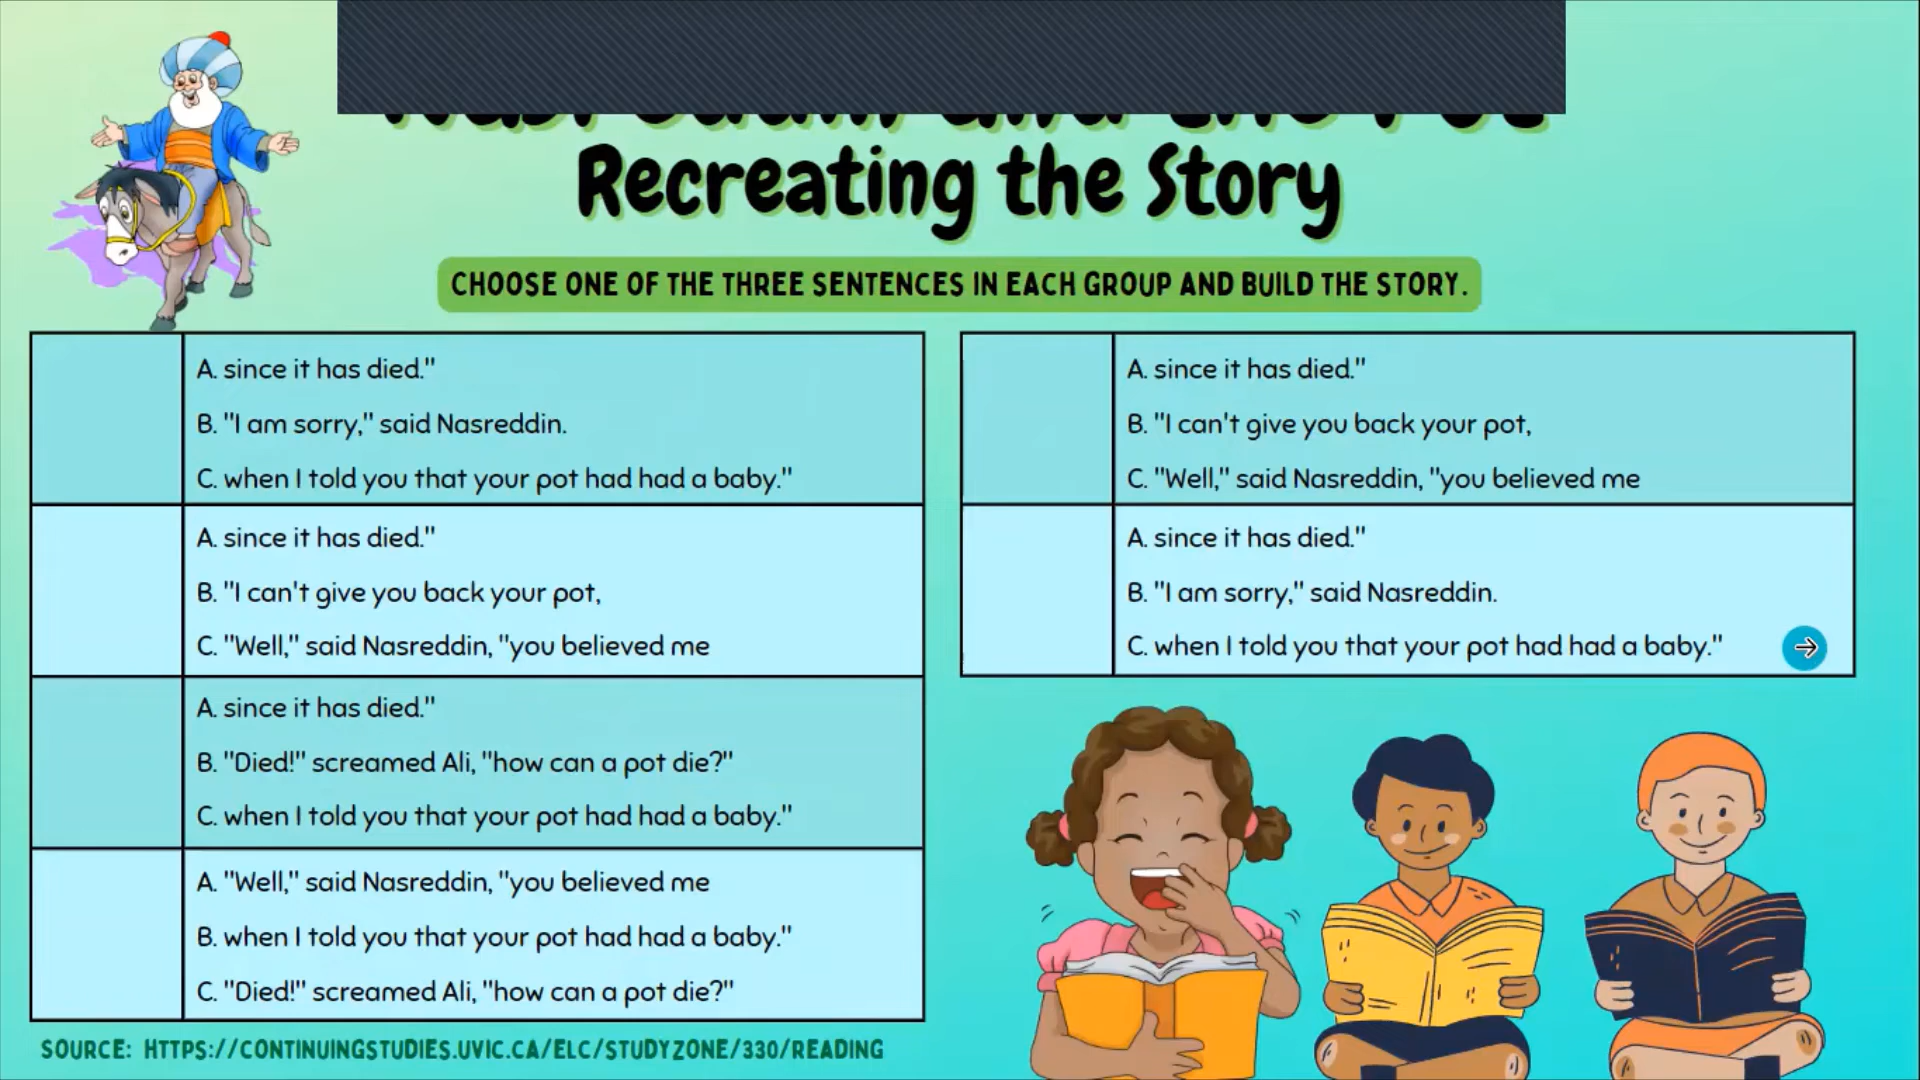 Recreating the Story
CHOOSE ONE OF THE THREE SENTENCES IN EACH GROUP AND BUILD THE STORY.
A. since it has died."
B. "I am sorry," said Nasreddin.
C. when I told you that your pot had had a baby."
A. since it has died."
B. "I can't give you back your pot,
C. "Well," said Nasreddin, "you believed me
A. since it has died."
B. "Died!" screamed Ali, "how can a pot die?"
C. when I told you that your pot had had a baby."
A. "Well," said Nasreddin, "you believed me
B. when I told you that your pot had had a baby."
C. "Died!" screamed Ali, "how can a pot die?"
A. since it has died."
B. "I can't give you back your pot,
C. "Well," said Nasreddin, "you believed me
A. since it has died."
B. "I am sorry," said Nasreddin.
C. when I told you that your pot had had a baby."
SOURCE: HTTPS://CONTINUINGSTUDIES.UVIC.CA/ELC/STUDYZONE/330/READING